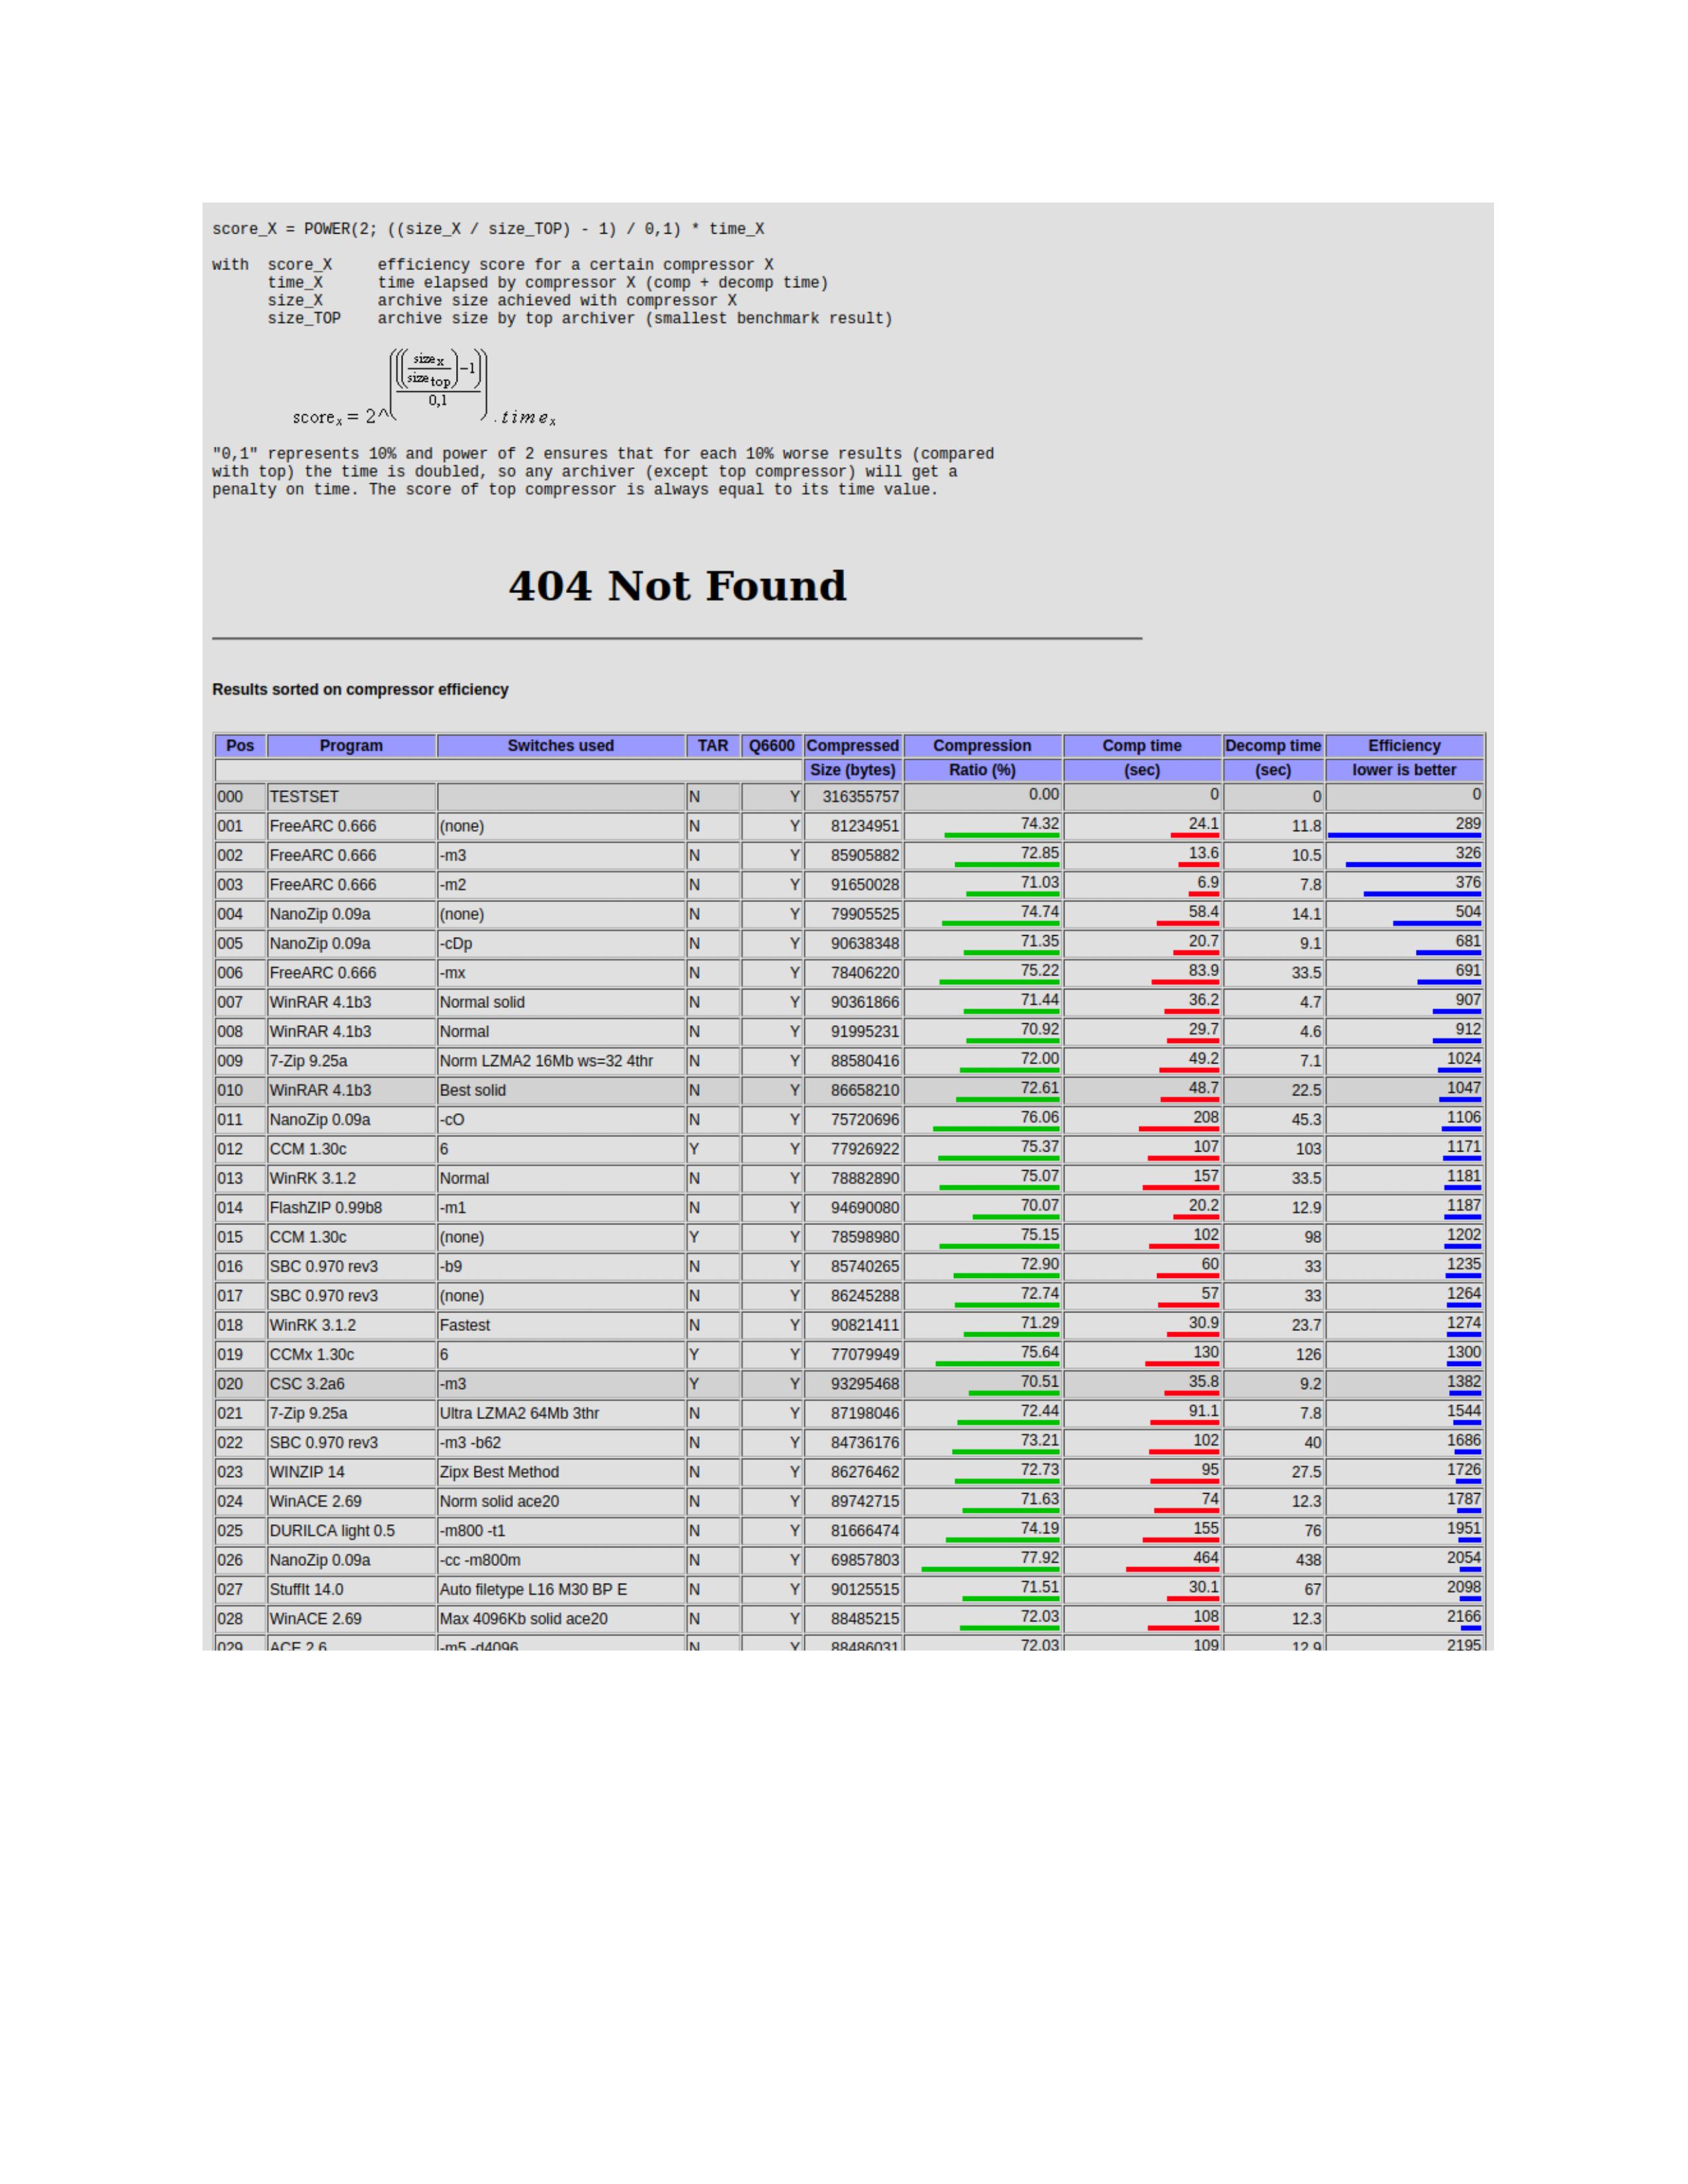 score_X = POWER(2; ((size_X / size_TOP) - 1) / 0,1) * time_X
with score_X efficiency score for a certain compressor X
time_X time elapsed by compressor X (comp + decomp time)
size_X archive size achieved with compressor X
size_TOP archive size by top archiver (smallest benchmark result)
score_x = 2^((((size_x/size_top)-1))/0,1) . time_x
"0,1" represents 10% and power of 2 ensures that for each 10% worse results (compared
with top) the time is doubled, so any archiver (except top compressor) will get a
penalty on time. The score of top compressor is always equal to its time value.
404 Not Found
Results sorted on compressor efficiency
Pos Program Switches used TAR Q6600 Compressed Compression Comp time Decomp time Efficiency
Size (bytes) Ratio (%) (sec) (sec) lower is better
000 TESTSET N Y 316355757 0.00 0 0 0
001 FreeARC 0.666 (none) N Y 81234951 74.32 24.1 11.8 289
002 FreeARC 0.666 -m3 N Y 85905882 72.85 13.6 10.5 326
003 FreeARC 0.666 -m2 N Y 91650028 71.03 6.9 7.8 376
004 NanoZip 0.09a (none) N Y 79905525 74.74 58.4 14.1 504
005 NanoZip 0.09a -cDp N Y 90638348 71.35 20.7 9.1 681
006 FreeARC 0.666 -mx N Y 78406220 75.22 83.9 33.5 691
007 WinRAR 4.1b3 Normal solid N Y 90361866 71.44 36.2 4.7 907
008 WinRAR 4.1b3 Normal N Y 91995231 70.92 29.7 4.6 912
009 7-Zip 9.25a Norm LZMA2 16Mb ws=32 4thr N Y 88580416 72.00 49.2 7.1 1024
010 WinRAR 4.1b3 Best solid N Y 86658210 72.61 48.7 22.5 1047
011 NanoZip 0.09a -cO N Y 75720696 76.06 208 45.3 1106
012 CCM 1.30c 6 Y Y 77926922 75.37 107 103 1171
013 WinRK 3.1.2 Normal N Y 78882890 75.07 157 33.5 1181
014 FlashZIP 0.99b8 -m1 N Y 94690080 70.07 20.2 12.9 1187
015 CCM 1.30c (none) Y Y 78598980 75.15 102 98 1202
016 SBC 0.970 rev3 -b9 N Y 85740265 72.90 60 33 1235
017 SBC 0.970 rev3 (none) N Y 86245288 72.74 57 33 1264
018 WinRK 3.1.2 Fastest N Y 90821411 71.29 30.9 23.7 1274
019 CCMx 1.30c 6 Y Y 77079949 75.64 130 126 1300
020 CSC 3.2a6 -m3 Y Y 93295468 70.51 35.8 9.2 1382
021 7-Zip 9.25a Ultra LZMA2 64Mb 3thr N Y 87198046 72.44 91.1 7.8 1544
022 SBC 0.970 rev3 -m3 -b62 N Y 84736176 73.21 102 40 1686
023 WINZIP 14 Zipx Best Method N Y 86276462 72.73 95 27.5 1726
024 WinACE 2.69 Norm solid ace20 N Y 89742715 71.63 74 12.3 1787
025 DURILCA light 0.5 -m800 -t1 N Y 81666474 74.19 155 76 1951
026 NanoZip 0.09a -cc -m800m N Y 69857803 77.92 464 438 2054
027 StuffIt 14.0 Auto filetype L16 M30 BP E N Y 90125515 71.51 30.1 67 2098
028 WinACE 2.69 Max 4096Kb solid ace20 N Y 88485215 72.03 108 12.3 2166
029 ACE 2.6 -m5 -d4096 N Y 88486031 72.03 109 12.9 2195